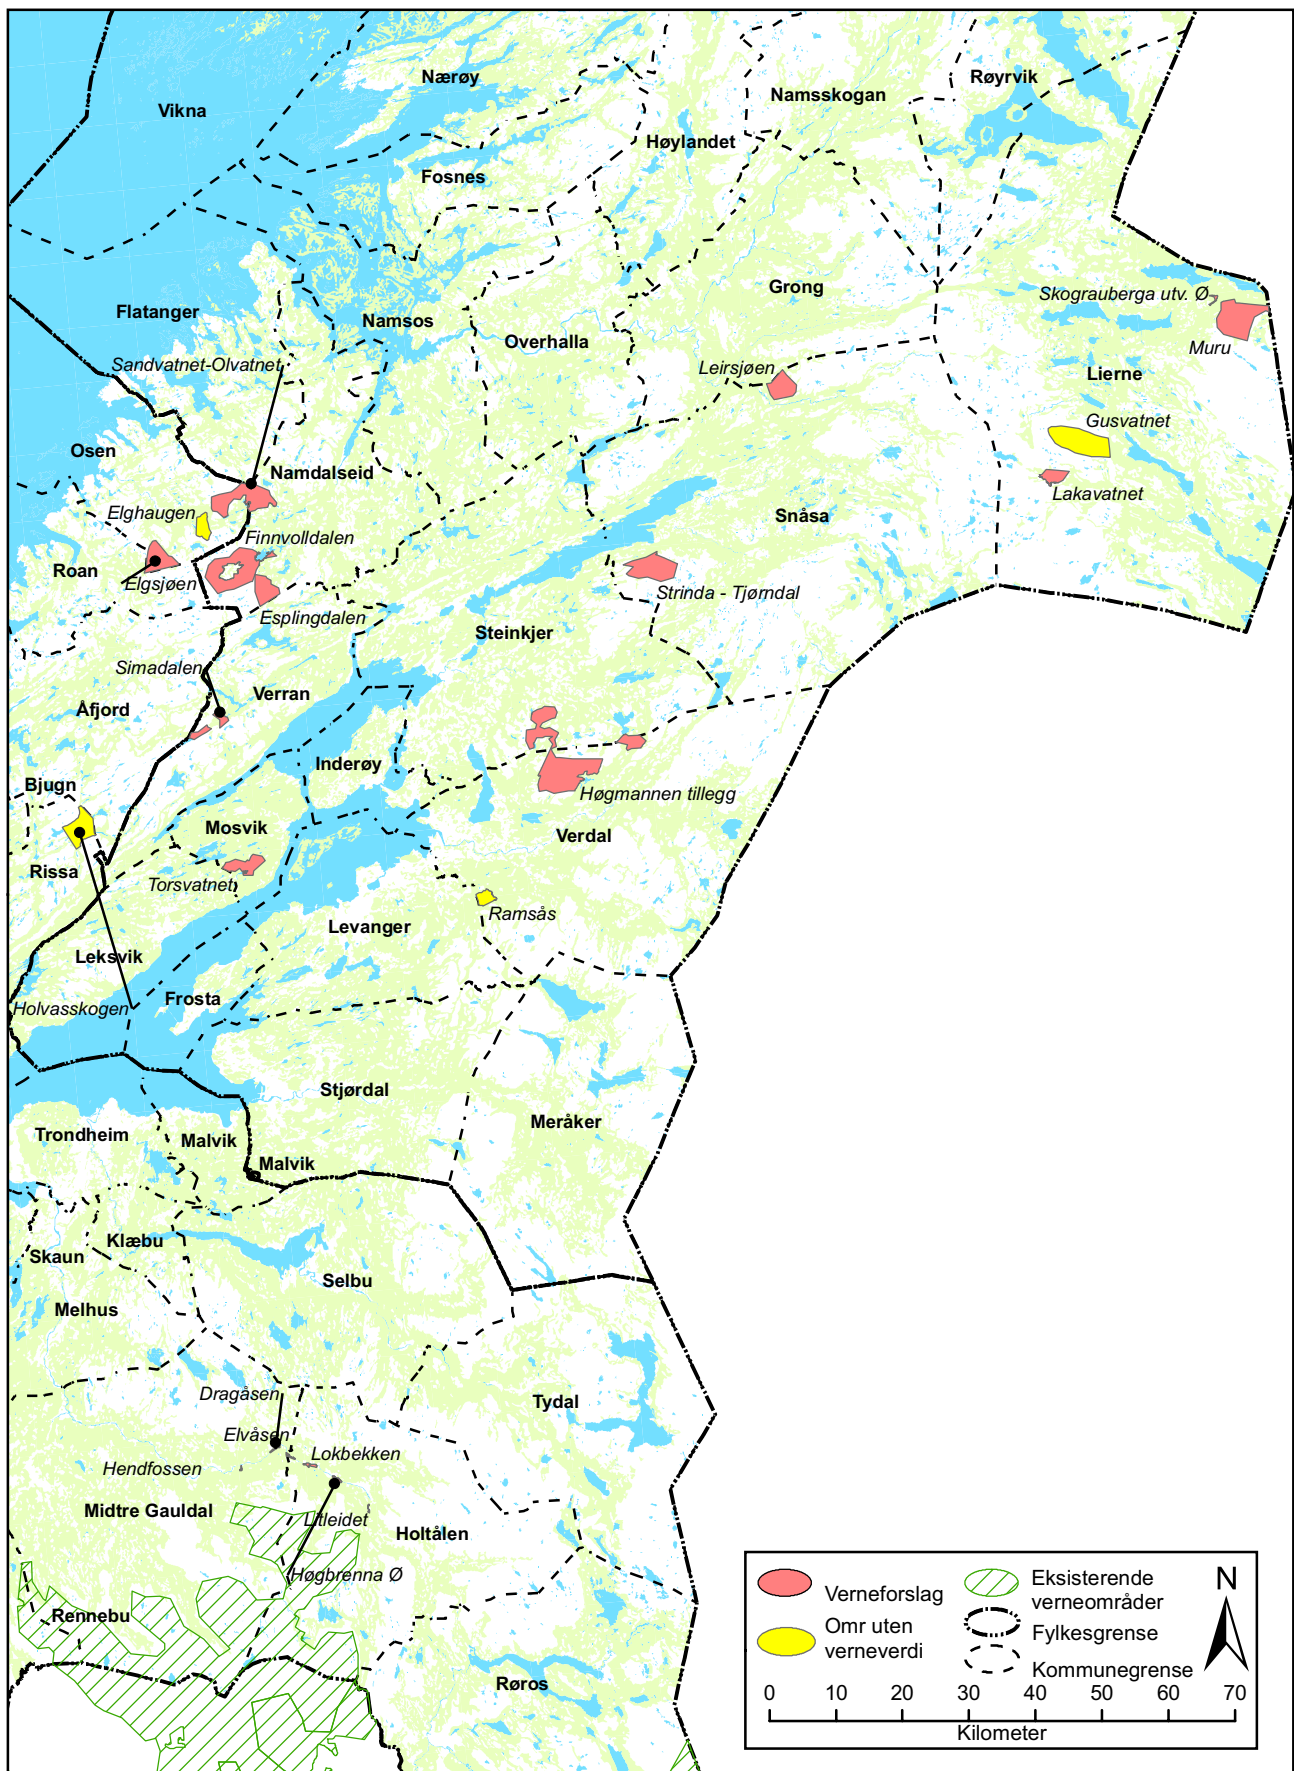 Nærøy
Røyrvik
Namsskogan
Vikna
Høylandet
Fosnes
Grong
Skograuberga utv. Ø
Flatanger
Namsos
Overhalla
Muru
Sandvatnet-Olvatnet
Leirsjøen
Lierne
Gusvatnet
Osen
Namdalseid
Lakavatnet
Elghaugen
Snåsa
Finnvolldalen
Roan
Elgsjøen
Strinda - Tjørndal
Esplingdalen
Steinkjer
Simadalen
Verran
Åfjord
Inderøy
Bjugn
Høgmannen tillegg
Mosvik
Verdal
Rissa
Torsvatnet
Ramsås
Levanger
Leksvik
Frosta
Holvasskogen
Stjørdal
Meråker
Trondheim
Malvik
Malvik
Klæbu
Skaun
Selbu
Melhus
Dragåsen
Tydal
Elvåsen
Lokbekken
Hendfossen
Midtre Gauldal
Litleidet
Holtålen
Høgbrenna Ø
Rennebu
Røros
Verneforslag
Omr uten
verneverdi
Eksisterende
verneområder
Fylkesgrense
Kommunegrense
N
0 10 20 30 40 50 60 70
Kilometer